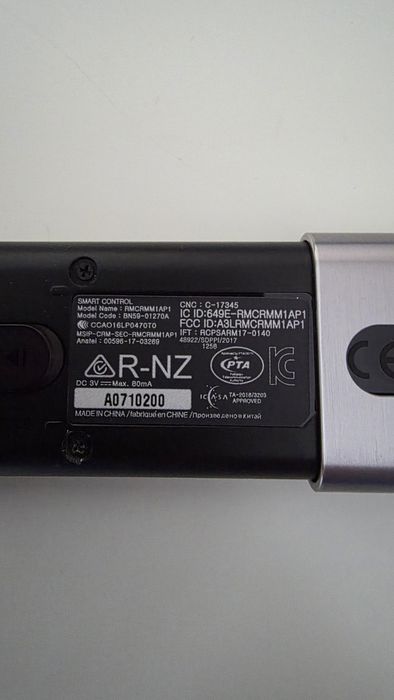 SMART CONTROL
Model Name : RMCRMM1AP1
Model Code : BN59-01270A
CCAO16LP0470T0
MSIP-CRM-SEC-RMCRMM1AP1
Anatel : 00596-17-03269
CNC : C-17345
IC ID:649E-RMCRMM1AP1
FCC ID:A3LRMCRMM1AP1
IFT : RCPSARM17-0140
48922/SDPPI/2017
1258
R-NZ
DC 3V Max. 80mA
A0710200
PTA
ICASA
TA-2016/3203
APPROVED
MADE IN CHINA / fabriqué en CHINE / Произведено в Китай
CE